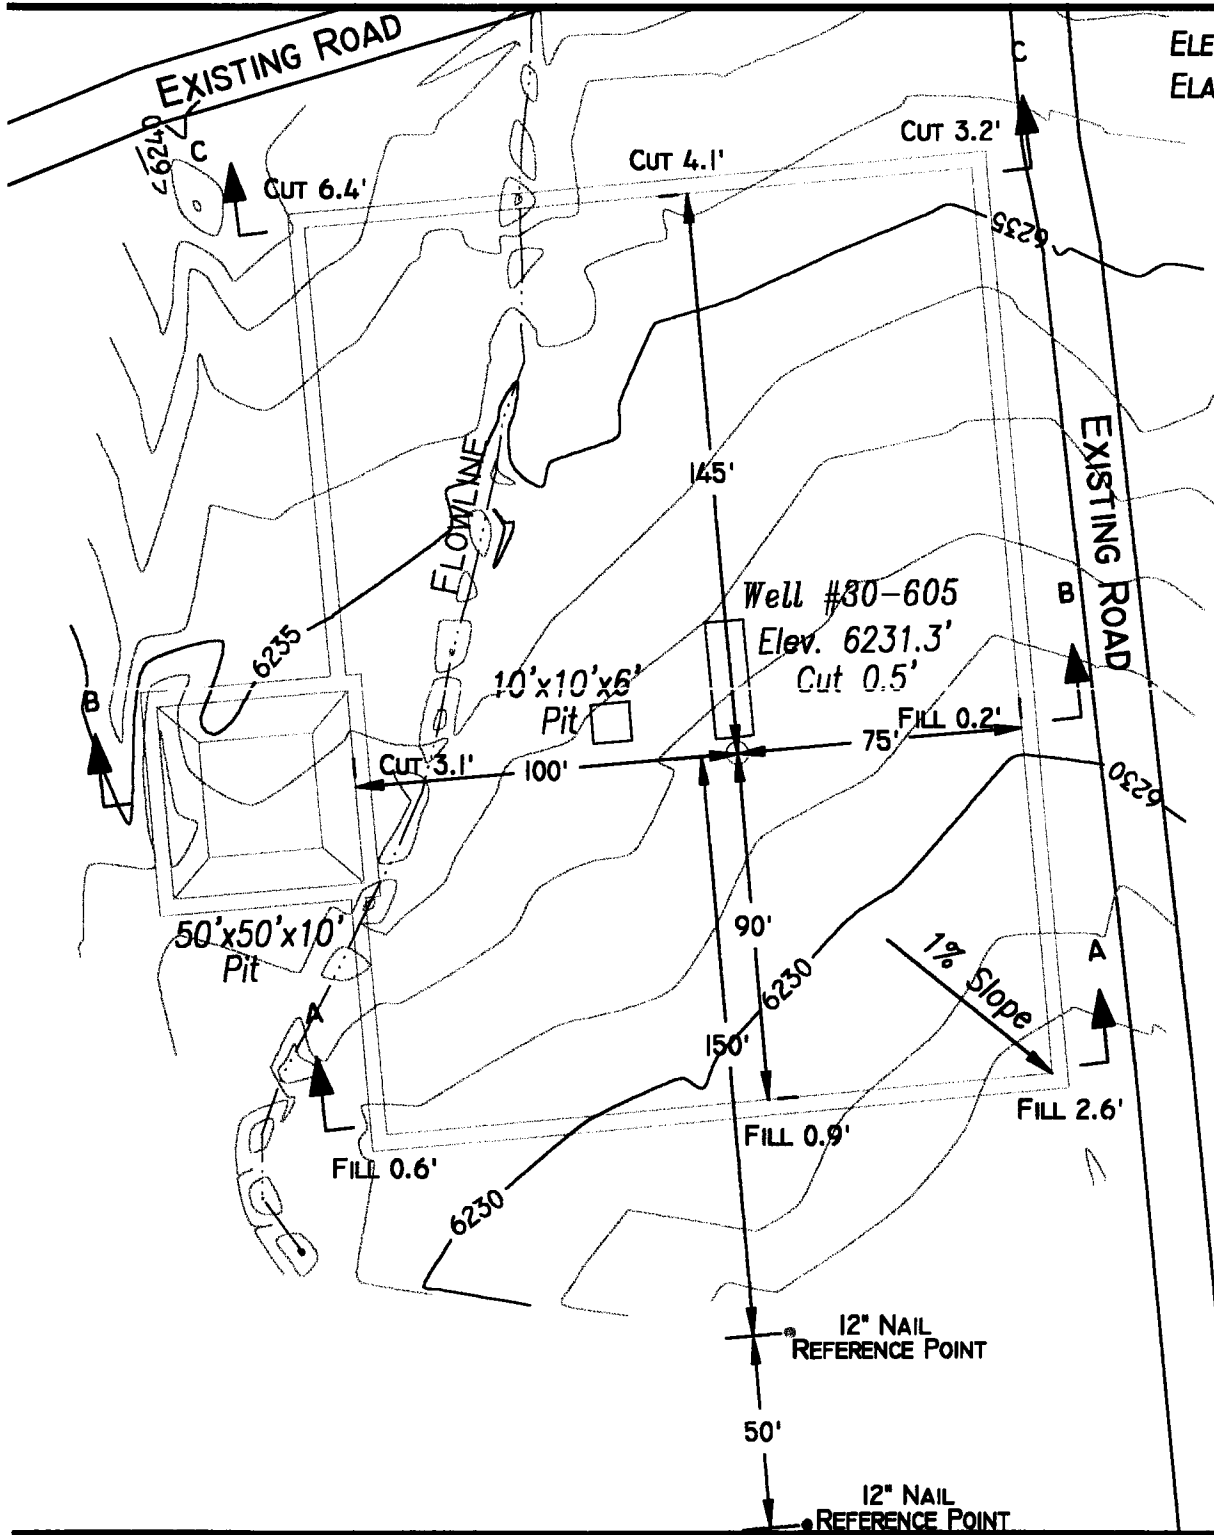 EXISTING ROAD
C
ELE
ELA
6240
C
CUT 3.2'
CUT 4.1'
CUT 6.4'
6235
145'
FLOWLINE
EXISTING ROAD
Well #30-605
Elev. 6231.3'
Cut 0.5'
B
6235
10'x10'x6'
Pit
B
FILL 0.2'
75'
CUT 3.1'
100'
6230
90'
50'x50'x10'
Pit
1% Slope
A
6230
A
150'
FILL 2.6'
FILL 0.9'
FILL 0.6'
6230
12" NAIL
REFERENCE POINT
50'
12" NAIL
REFERENCE POINT